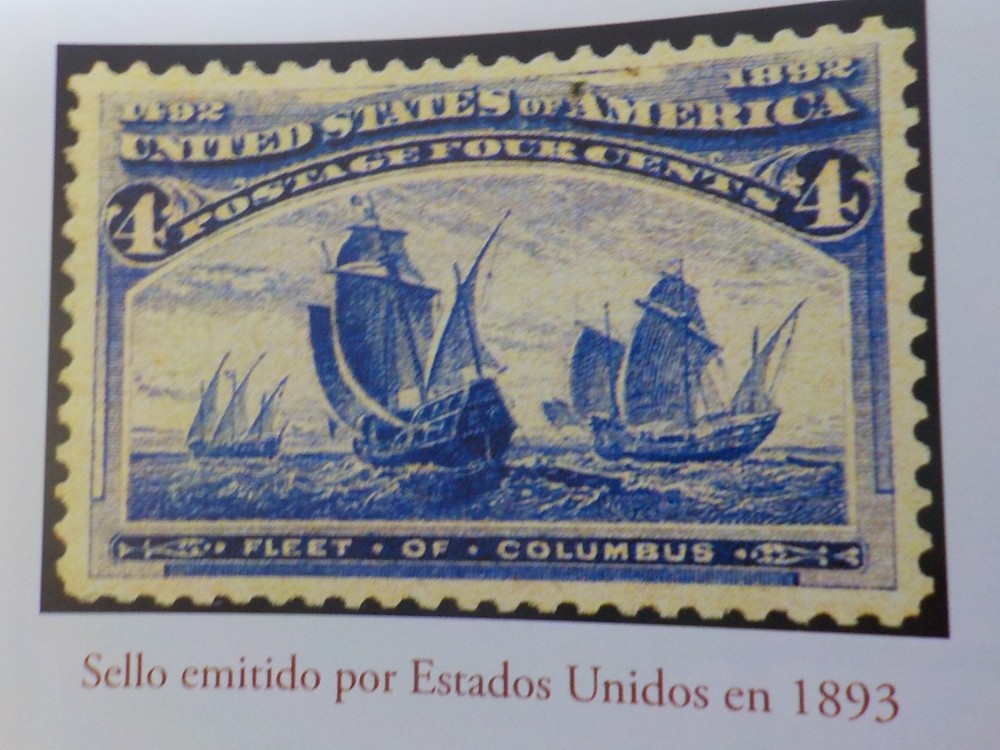 1492 1892
UNITED STATES OF AMERICA
POSTAGE FOUR CENTS
4 4
FLEET · OF · COLUMBUS
Sello emitido por Estados Unidos en 1893